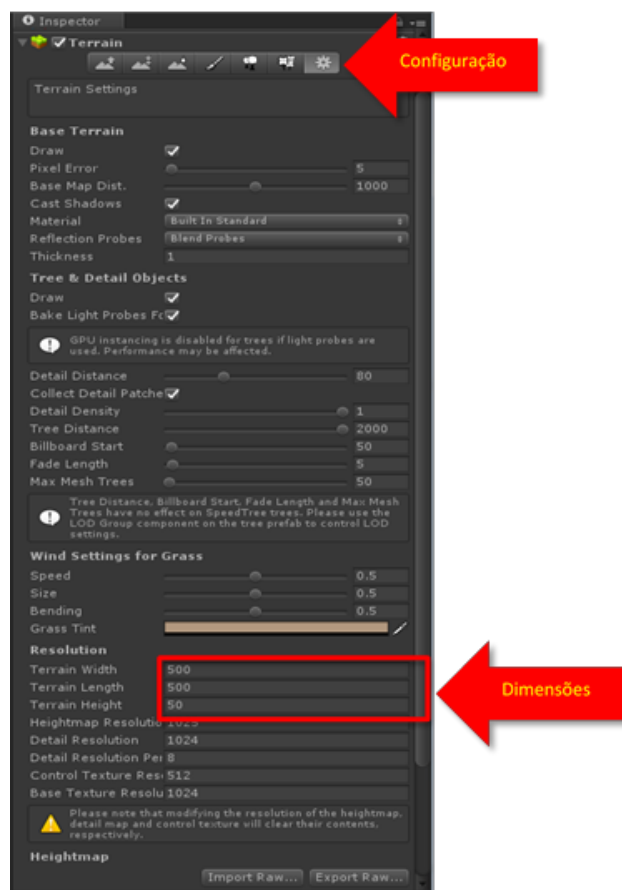 Inspector
Terrain
Configuração
Terrain Settings
Base Terrain
Draw
Pixel Error 5
Base Map Dist. 1000
Cast Shadows
Material Built In Standard
Reflection Probes Blend Probes
Thickness 1
Tree & Detail Objects
Draw
Bake Light Probes Fo
GPU instancing is disabled for trees if light probes are
used. Performance may be affected.
Detail Distance 80
Collect Detail Patche
Detail Density 1
Tree Distance 2000
Billboard Start 50
Fade Length 5
Max Mesh Trees 50
Tree Distance, Billboard Start, Fade Length and Max Mesh
Trees have no effect on SpeedTree trees. Please use the
LOD Group component on the tree prefab to control LOD
settings.
Wind Settings for Grass
Speed 0.5
Size 0.5
Bending 0.5
Grass Tint
Resolution
Terrain Width 500
Terrain Length 500
Dimensões
Terrain Height 50
Heightmap Resolutio 1025
Detail Resolution 1024
Detail Resolution Per 8
Control Texture Res 512
Base Texture Resolu 1024
Please note that modifying the resolution of the heightmap,
detail map and control texture will clear their contents,
respectively.
Heightmap
Import Raw... Export Raw...